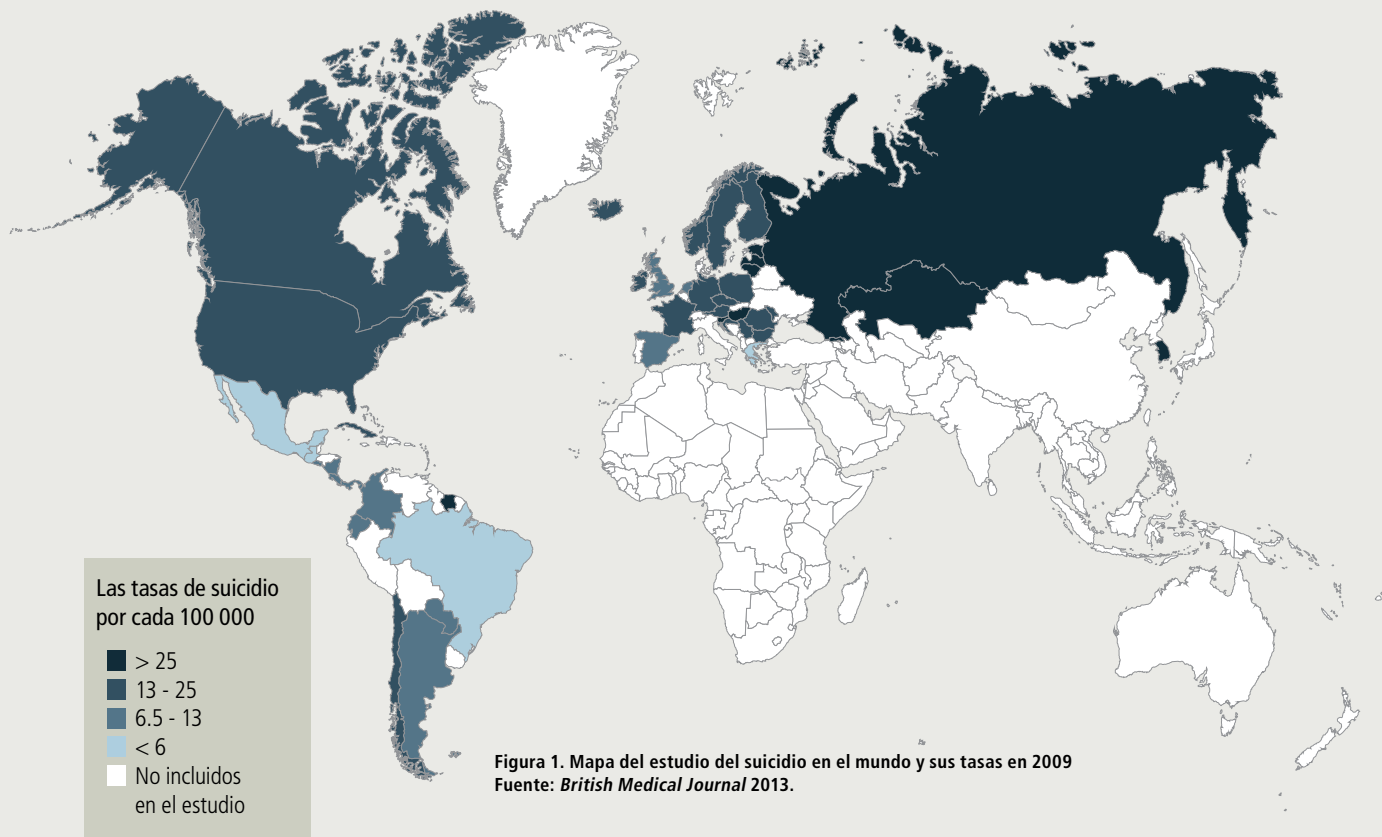 Las tasas de suicidio
por cada 100 000
> 25
13 - 25
6.5 - 13
< 6
No incluidos
en el estudio
Figura 1. Mapa del estudio del suicidio en el mundo y sus tasas en 2009
Fuente: British Medical Journal 2013.